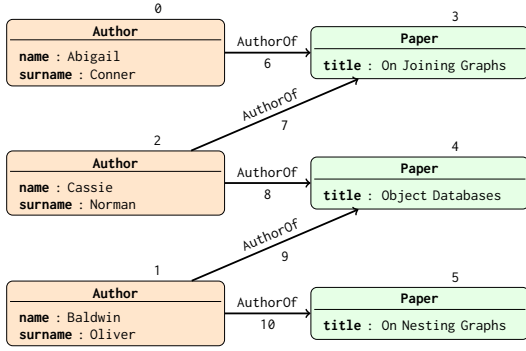 0
Author
name : Abigail
surname : Conner
AuthorOf
6
3
Paper
title : On Joining Graphs
AuthorOf
7
2
Author
name : Cassie
surname : Norman
AuthorOf
8
4
Paper
title : Object Databases
AuthorOf
9
1
Author
name : Baldwin
surname : Oliver
AuthorOf
10
5
Paper
title : On Nesting Graphs